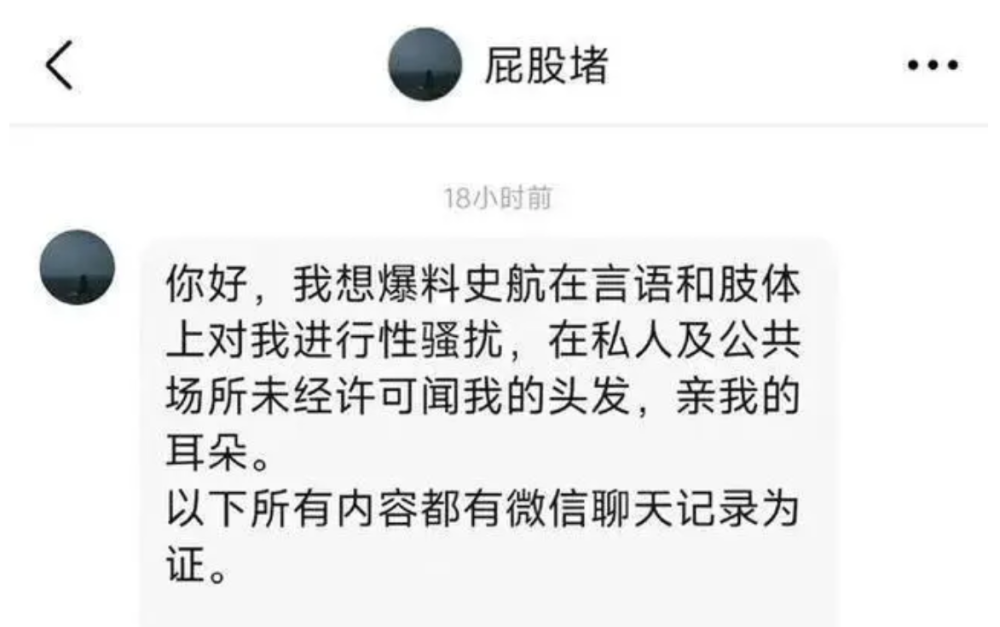 屁股堵
18小时前
你好，我想爆料史航在言语和肢体
上对我进行性骚扰，在私人及公共
场所未经许可闻我的头发，亲我的
耳朵。
以下所有内容都有微信聊天记录为
证。